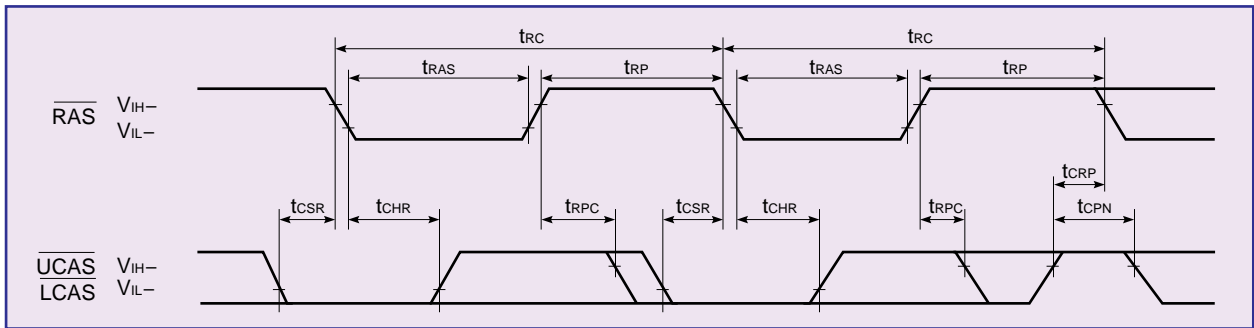 tRC tRC
tRAS tRP tRAS tRP
RAS VIH–
VIL–
tCRP
tCSR tCHR tRPC tCSR tCHR tRPC tCPN
UCAS VIH–
LCAS VIL–